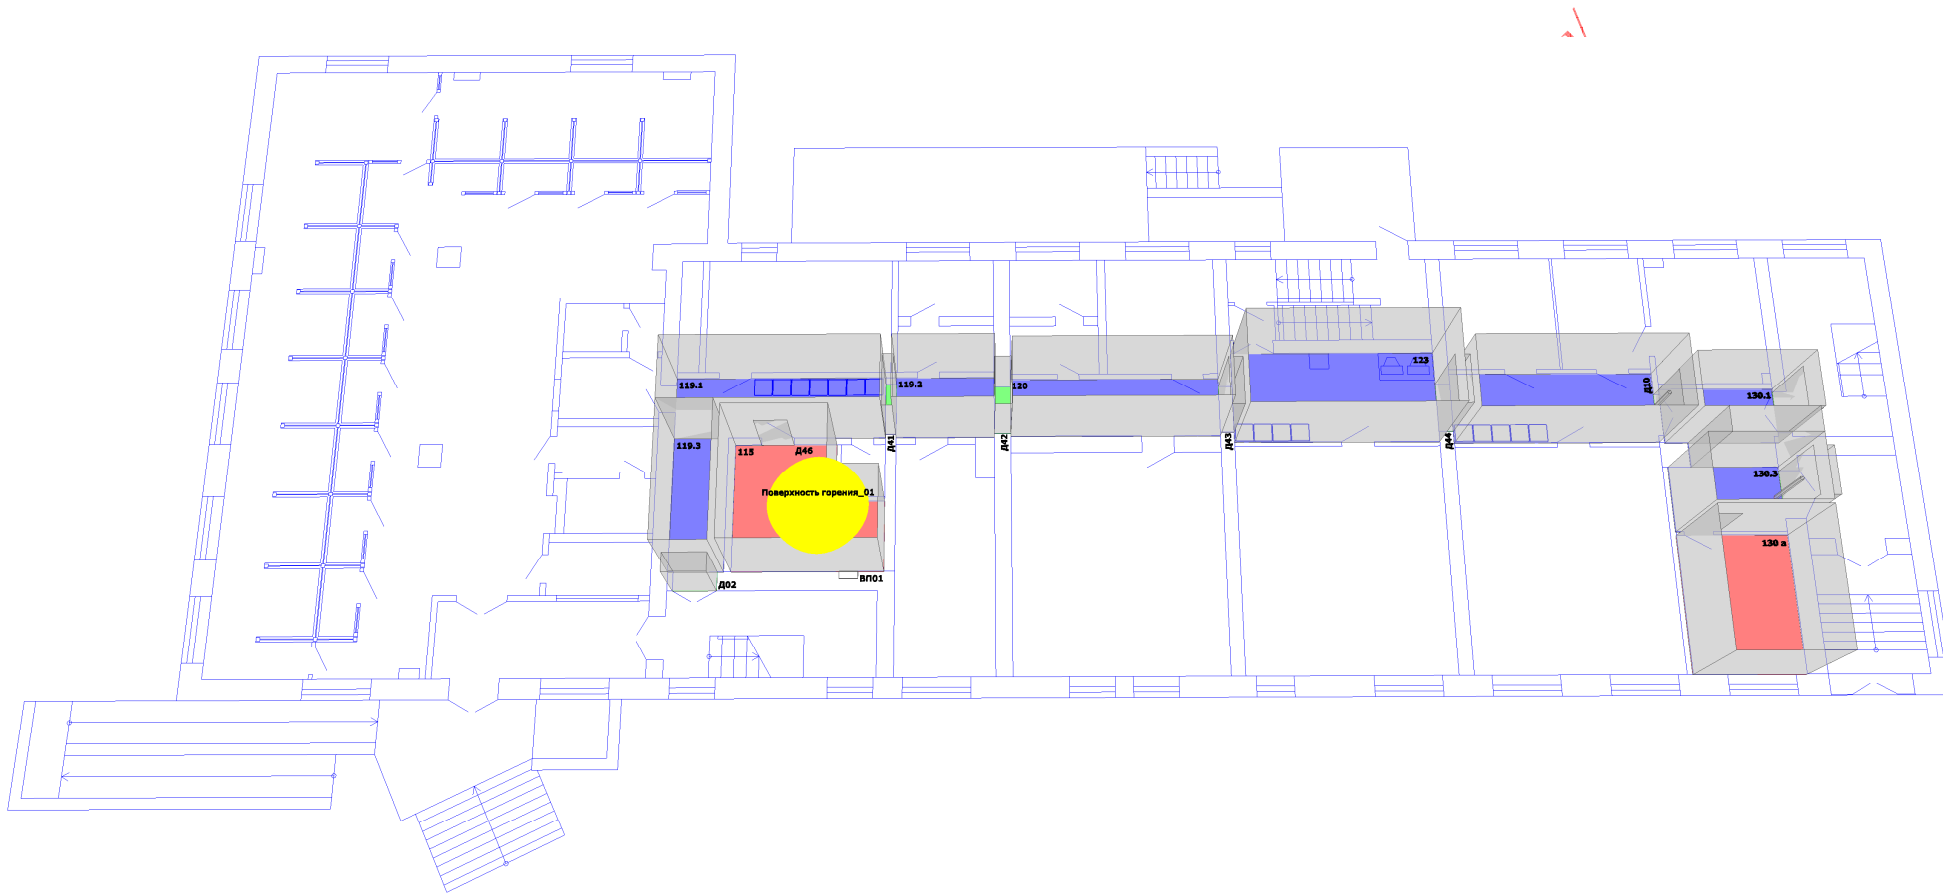 123
119.1
119.2
120
Д10
130.1
Д41
Д42
Д43
Д44
119.3
115
Д46
130.3
Поверхность горения_01
130 а
ВП01
Д02